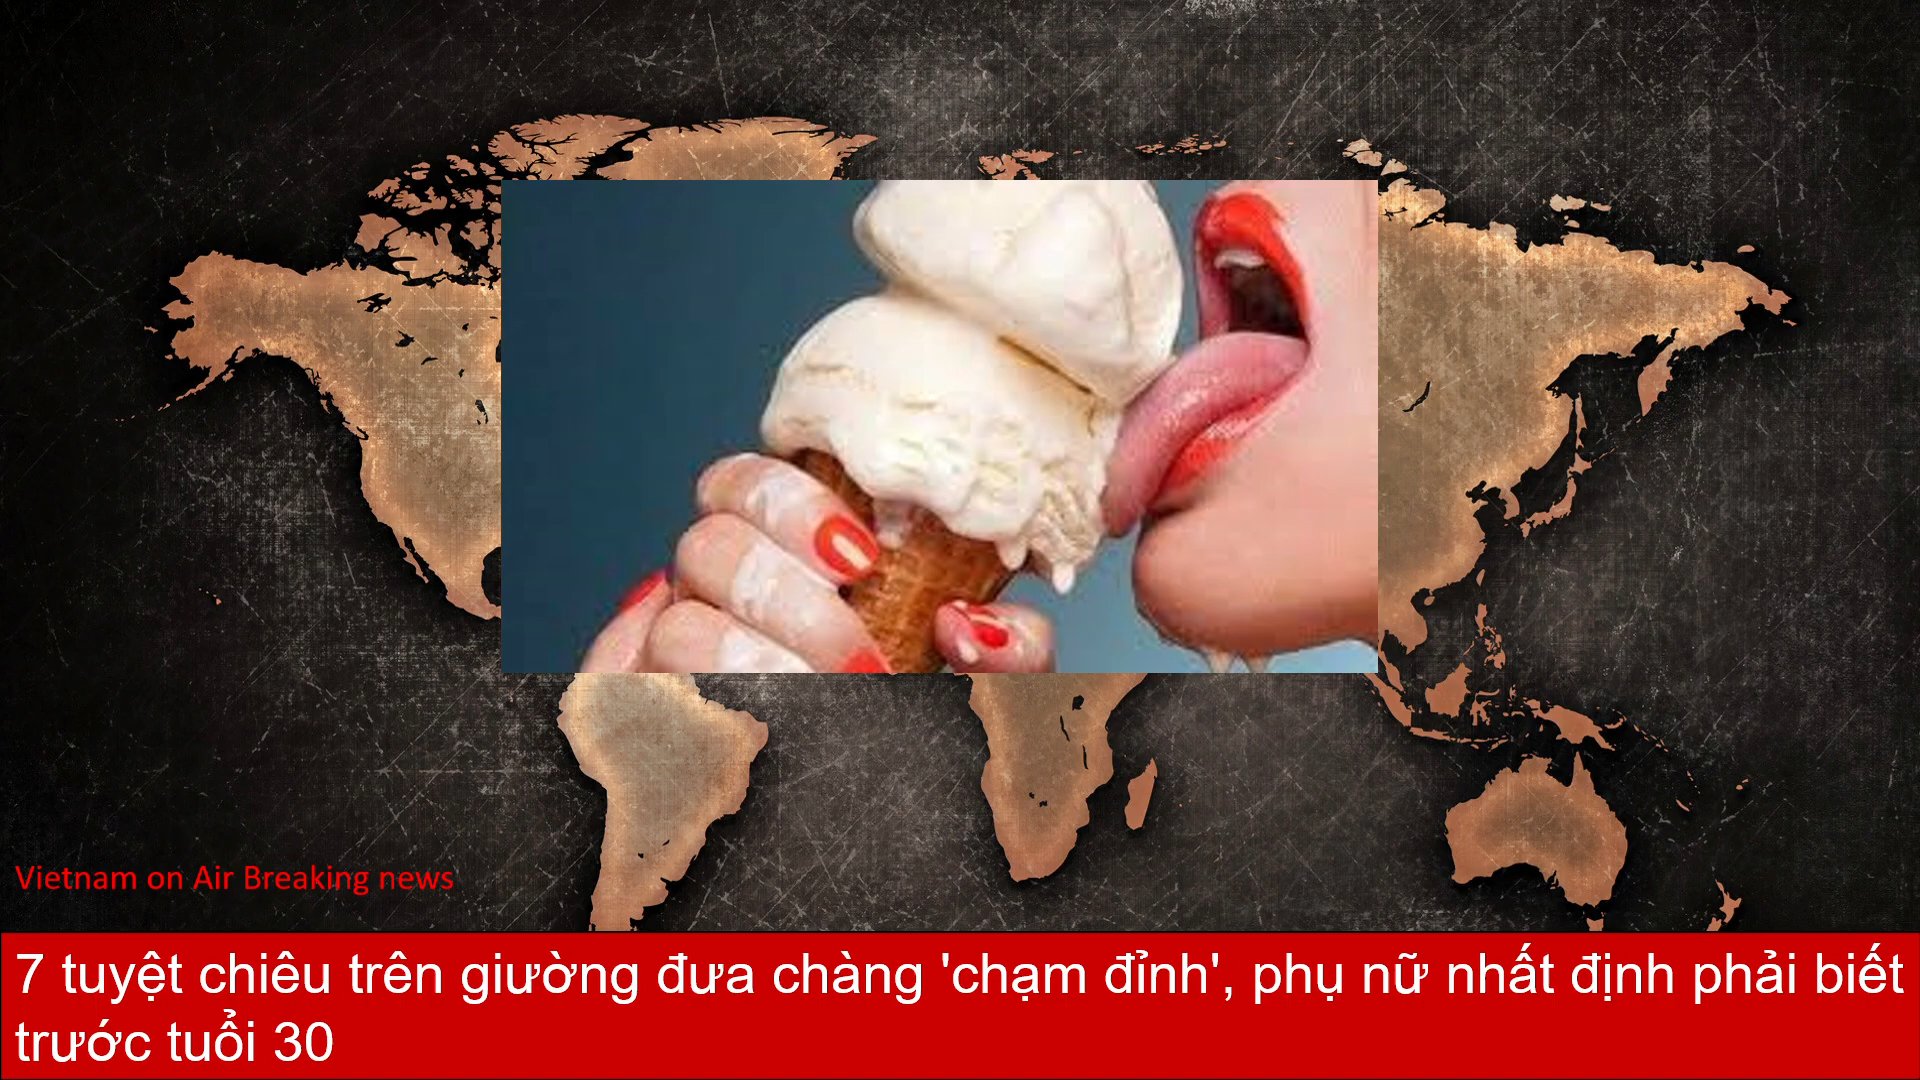 Vietnam on Air Breaking news
7 tuyệt chiêu trên giường đưa chàng 'chạm đỉnh', phụ nữ nhất định phải biết
trước tuổi 30